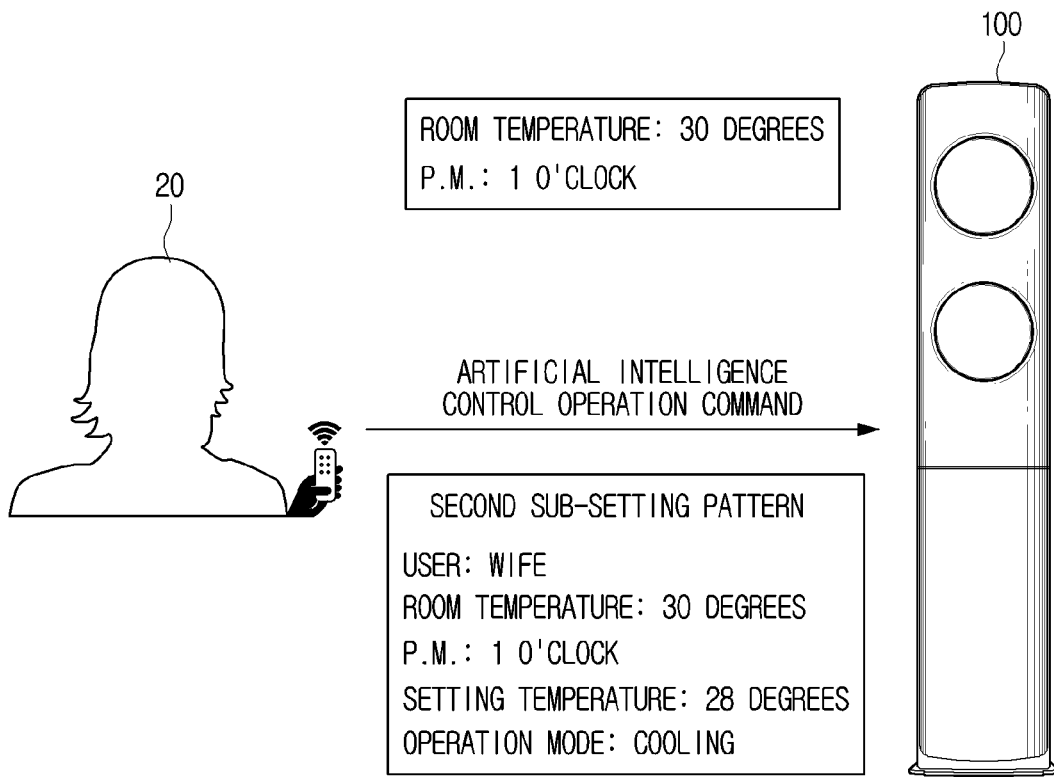 100
ROOM TEMPERATURE: 30 DEGREES
P.M.: 1 O'CLOCK
20
ARTIFICIAL INTELLIGENCE
CONTROL OPERATION COMMAND
SECOND SUB-SETTING PATTERN
USER: WIFE
ROOM TEMPERATURE: 30 DEGREES
P.M.: 1 O'CLOCK
SETTING TEMPERATURE: 28 DEGREES
OPERATION MODE: COOLING